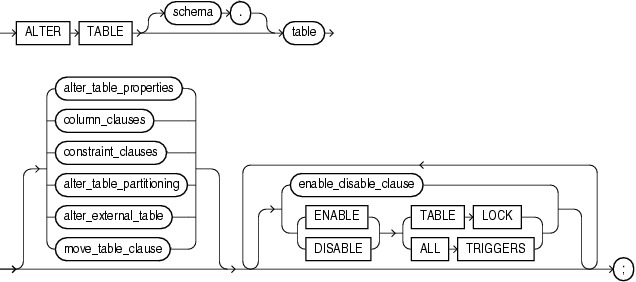 ALTER TABLE schema . table
alter_table_properties
column_clauses
constraint_clauses
alter_table_partitioning
alter_external_table
move_table_clause
enable_disable_clause
ENABLE TABLE LOCK
DISABLE ALL TRIGGERS
;